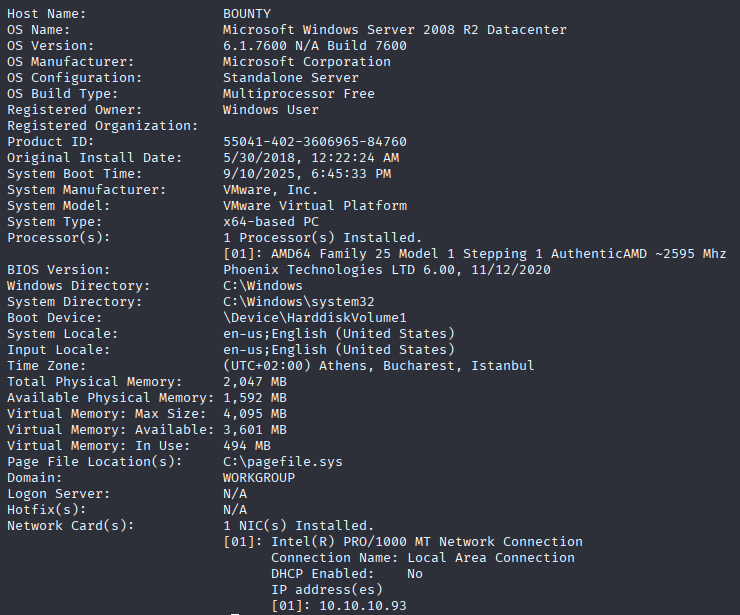 Host Name:                 BOUNTY
OS Name:                   Microsoft Windows Server 2008 R2 Datacenter
OS Version:                6.1.7600 N/A Build 7600
OS Manufacturer:           Microsoft Corporation
OS Configuration:          Standalone Server
OS Build Type:             Multiprocessor Free
Registered Owner:          Windows User
Registered Organization:
Product ID:                55041-402-3606965-84760
Original Install Date:     5/30/2018, 12:22:24 AM
System Boot Time:          9/10/2025, 6:45:33 PM
System Manufacturer:       VMware, Inc.
System Model:              VMware Virtual Platform
System Type:               x64-based PC
Processor(s):              1 Processor(s) Installed.
                           [01]: AMD64 Family 25 Model 1 Stepping 1 AuthenticAMD ~2595 Mhz
BIOS Version:              Phoenix Technologies LTD 6.00, 11/12/2020
Windows Directory:         C:\Windows
System Directory:          C:\Windows\system32
Boot Device:               \Device\HarddiskVolume1
System Locale:             en-us;English (United States)
Input Locale:              en-us;English (United States)
Time Zone:                 (UTC+02:00) Athens, Bucharest, Istanbul
Total Physical Memory:     2,047 MB
Available Physical Memory: 1,592 MB
Virtual Memory: Max Size:  4,095 MB
Virtual Memory: Available: 3,601 MB
Virtual Memory: In Use:    494 MB
Page File Location(s):     C:\pagefile.sys
Domain:                    WORKGROUP
Logon Server:              N/A
Hotfix(s):                 N/A
Network Card(s):           1 NIC(s) Installed.
                           [01]: Intel(R) PRO/1000 MT Network Connection
                                 Connection Name: Local Area Connection
                                 DHCP Enabled:    No
                                 IP address(es)
                                 [01]: 10.10.10.93